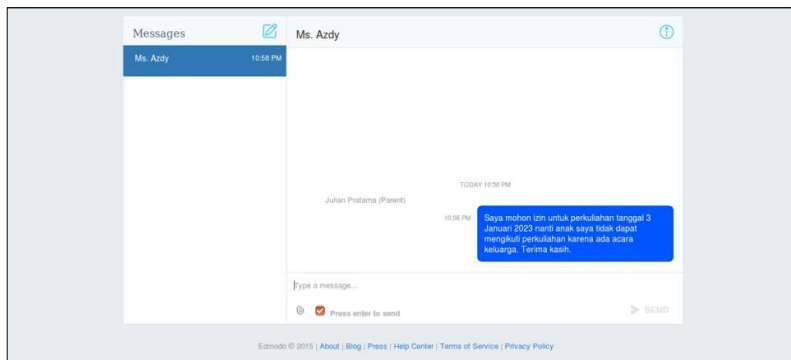 Messages
Ms. Azdy
Ms. Azdy 10:58 PM
TODAY 10:58 PM
Julian Pratama (Parent)
10:58 PM
Saya mohon izin untuk perkuliahan tanggal 3
Januari 2023 nanti anak saya tidak dapat
mengikuti perkuliahan karena ada acara
keluarga. Terima kasih.
Type a message...
Press enter to send
SEND
Edmodo © 2015 | About | Blog | Press | Help Center | Terms of Service | Privacy Policy